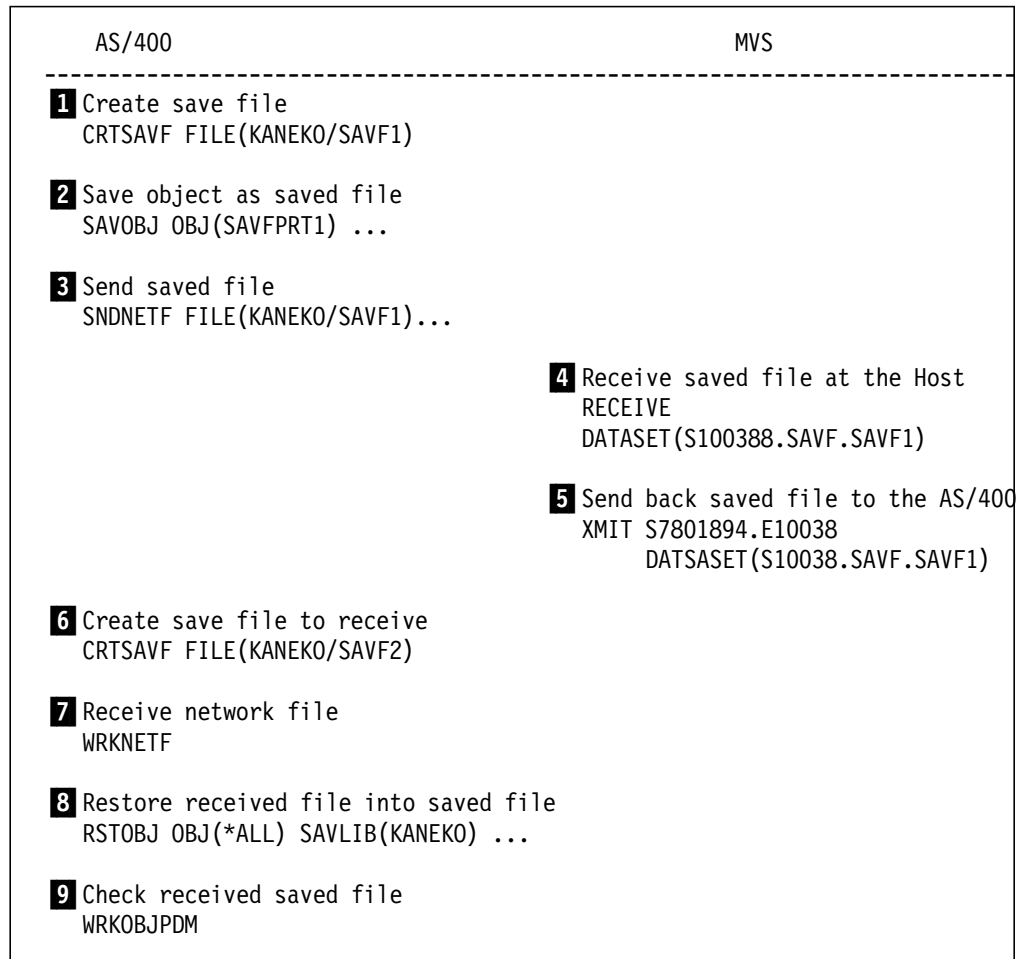 AS/400 MVS
1 Create save file
CRTSAVF FILE(KANEKO/SAVF1)
2 Save object as saved file
SAVOBJ OBJ(SAVFPRT1) ...
3 Send saved file
SNDNETF FILE(KANEKO/SAVF1)...
4 Receive saved file at the Host
RECEIVE
DATASET(S100388.SAVF.SAVF1)
5 Send back saved file to the AS/400
XMIT S7801894.E10038
DATSASET(S10038.SAVF.SAVF1)
6 Create save file to receive
CRTSAVF FILE(KANEKO/SAVF2)
7 Receive network file
WRKNETF
8 Restore received file into saved file
RSTOBJ OBJ(*ALL) SAVLIB(KANEKO) ...
9 Check received saved file
WRKOBJPDM